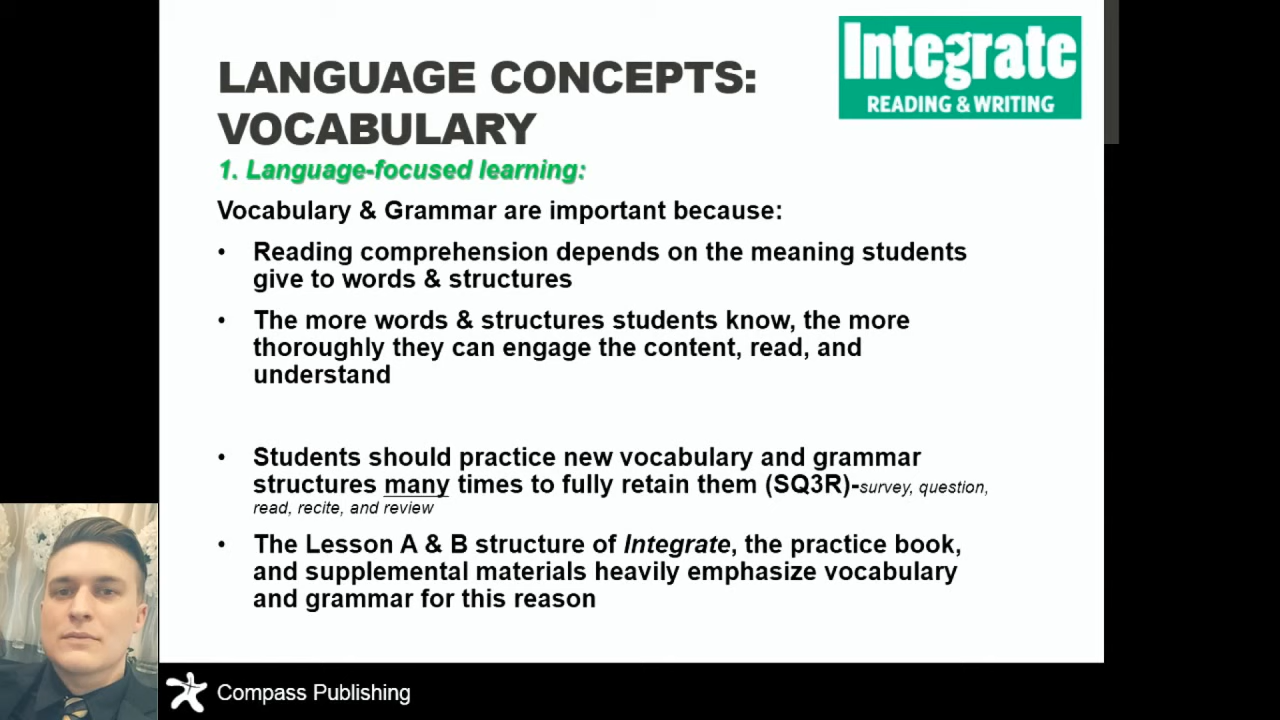 Integrate
READING & WRITING
LANGUAGE CONCEPTS:
VOCABULARY
1. Language-focused learning:
Vocabulary & Grammar are important because:
• Reading comprehension depends on the meaning students
give to words & structures
• The more words & structures students know, the more
thoroughly they can engage the content, read, and
understand
• Students should practice new vocabulary and grammar
structures many times to fully retain them (SQ3R)-survey, question,
read, recite, and review
• The Lesson A & B structure of Integrate, the practice book,
and supplemental materials heavily emphasize vocabulary
and grammar for this reason
Compass Publishing